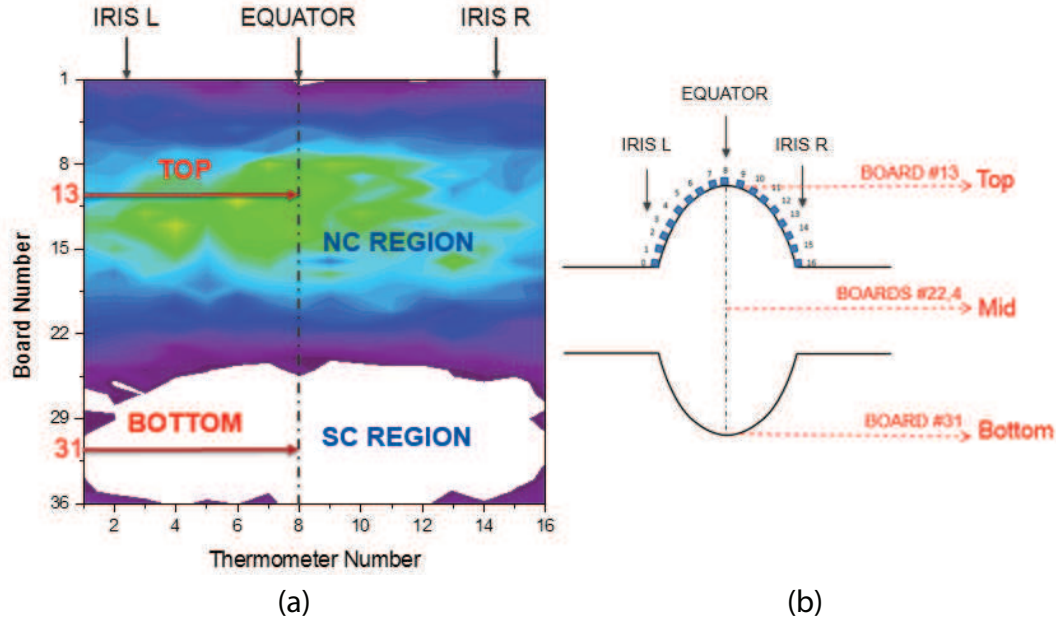 IRIS L EQUATOR IRIS R
1
8
13
15
22
29
31
36
Board Number
TOP
NC REGION
BOTTOM
SC REGION
2 4 6 8 10 12 14 16
Thermometer Number
(a)
EQUATOR
IRIS L
IRIS R
0 1 2 3 4 5 6 7 8 9 10 11 12 13 14 15 16
BOARD #13 Top
BOARDS #22,4 Mid
BOARD #31 Bottom
(b)